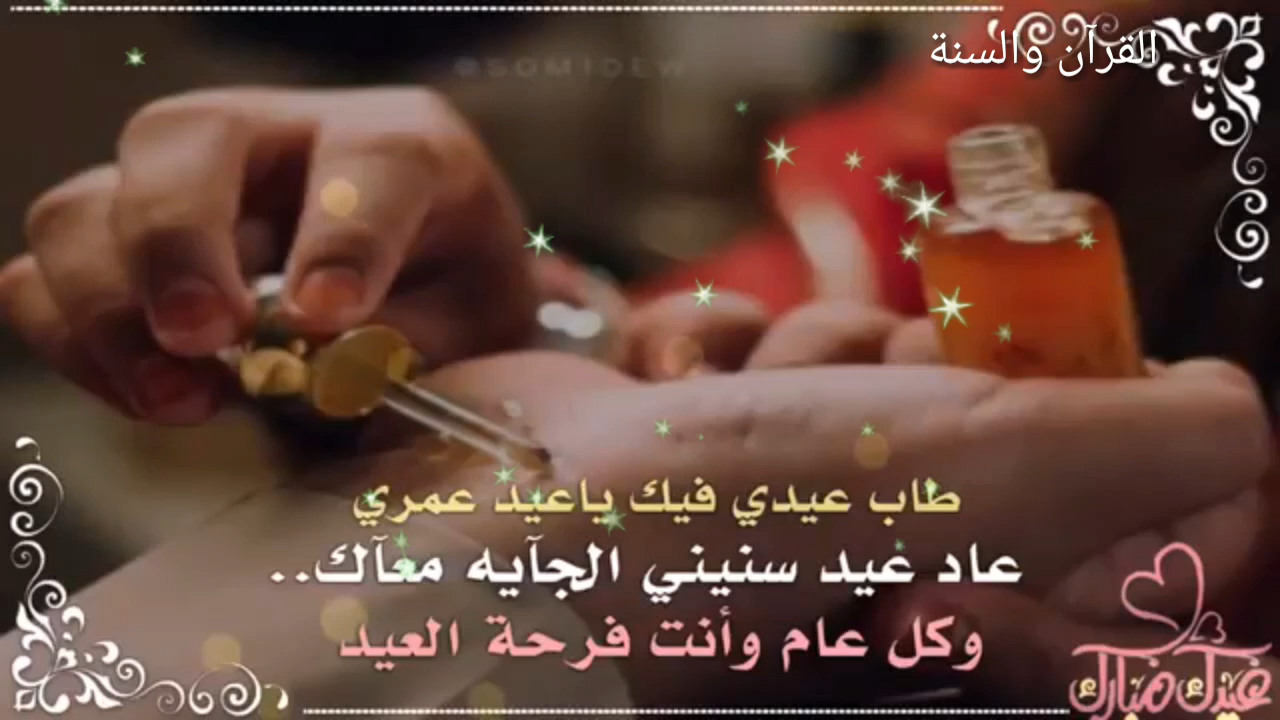 القرآن والسنة
@SOMIDEW
طاب عيدي فيك ياعيد عمري
عاد عيد سنيني الجآيه معآك..
وكل عام وأنت فرحة العيد
عيدك مبارك